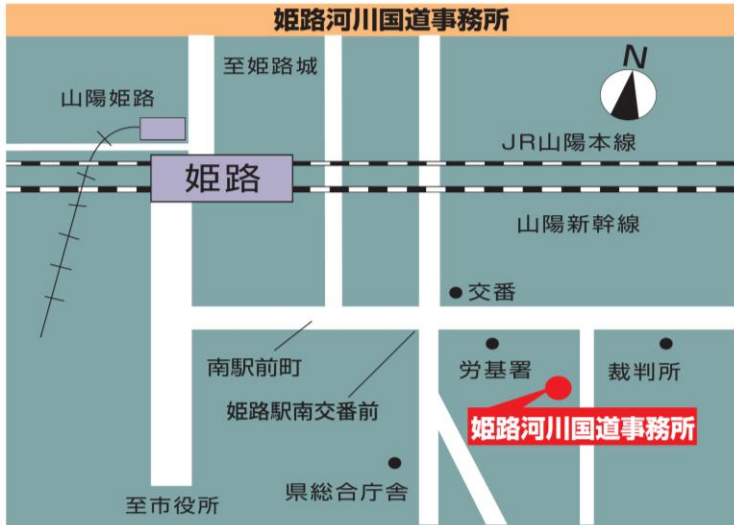 姫路河川国道事務所
至姫路城
N
山陽姫路
JR山陽本線
姫路
山陽新幹線
交番
南駅前町
労基署
裁判所
姫路駅南交番前
姫路河川国道事務所
県総合庁舎
至市役所